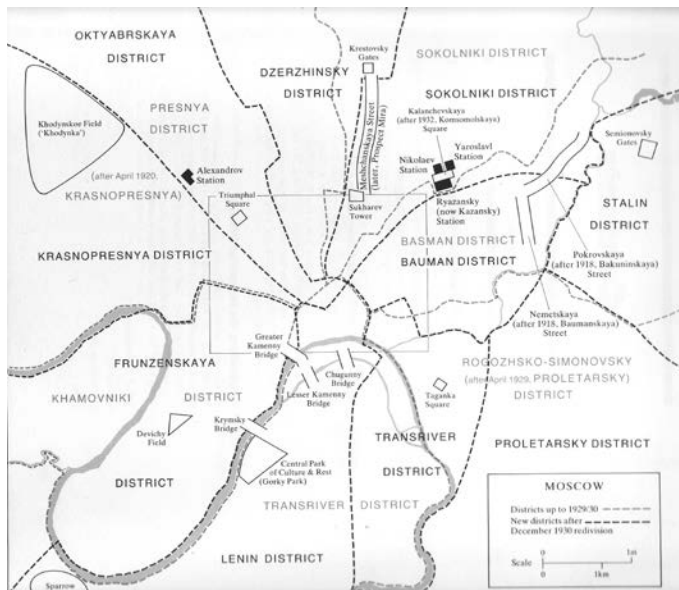 OKTYABRSKAYA
DISTRICT
Krestovsky
Gates
SOKOLNIKI DISTRICT
DZERZHINSKY
DISTRICT
SOKOLNIKI DISTRICT
Khodynskoe Field
('Khodynka')
PRESNYA
DISTRICT
Meshchanskaya Street
(later, Prospect Mira)
Kalanchevskaya
(after 1932, Komsomolskaya)
Square
Semionovsky
Gates
Nikolaev
Station
Yaroslavl
Station
(after April 1920,
KRASNOPRESNYA)
Alexandrov
Station
Triumphal
Square
Sukharev
Tower
Ryazansky
(now Kazansky)
Station
STALIN
DISTRICT
KRASNOPRESNYA DISTRICT
BASMAN DISTRICT
BAUMAN DISTRICT
Pokrovskaya
(after 1918, Bakuninskaya)
Street
Nemetskaya
(after 1918, Baumanskaya)
Street
Greater
Kamenny
Bridge
FRUNZENSKAYA
Chugunny
Bridge
ROGOZHSKO-SIMONOVSKY
(after April 1929, PROLETARSKY)
DISTRICT
KHAMOVNIKI
DISTRICT
Lesser Kamenny
Bridge
Taganka
Square
Devichy
Field
Krymsky
Bridge
TRANSRIVER
DISTRICT
PROLETARSKY DISTRICT
DISTRICT
Central Park
of Culture & Rest
(Gorky Park)
TRANSRIVER DISTRICT
LENIN DISTRICT
Sparrow
MOSCOW
Districts up to 1929/30
New districts after
December 1930 redivision
Scale
0
1
0
1km